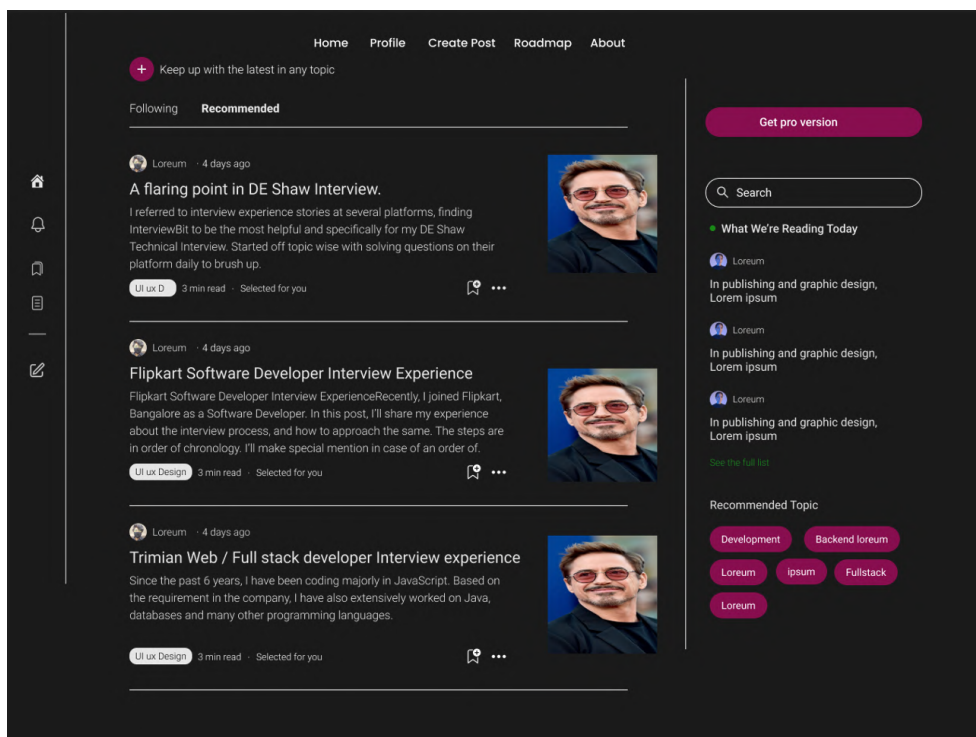 Home Profile Create Post Roadmap About
Keep up with the latest in any topic
Following Recommended
Loreum · 4 days ago
A flaring point in DE Shaw Interview.
I referred to interview experience stories at several platforms, finding
InterviewBit to be the most helpful and specifically for my DE Shaw
Technical Interview. Started off topic wise with solving questions on their
platform daily to brush up.
UI ux D 3 min read · Selected for you
Loreum · 4 days ago
Flipkart Software Developer Interview Experience
Flipkart Software Developer Interview ExperienceRecently, I joined Flipkart,
Bangalore as a Software Developer. In this post, I'll share my experience
about the interview process, and how to approach the same. The steps are
in order of chronology. I'll make special mention in case of an order of.
UI ux Design 3 min read · Selected for you
Loreum · 4 days ago
Trimian Web / Full stack developer Interview experience
Since the past 6 years, I have been coding majorly in JavaScript. Based on
the requirement in the company, I have also extensively worked on Java,
databases and many other programming languages.
UI ux Design 3 min read · Selected for you
Get pro version
Search
What We're Reading Today
Loreum
In publishing and graphic design,
Lorem ipsum
Loreum
In publishing and graphic design,
Lorem ipsum
Loreum
In publishing and graphic design,
Lorem ipsum
See the full list
Recommended Topic
Development Backend loreum
Loreum ipsum Fullstack
Loreum